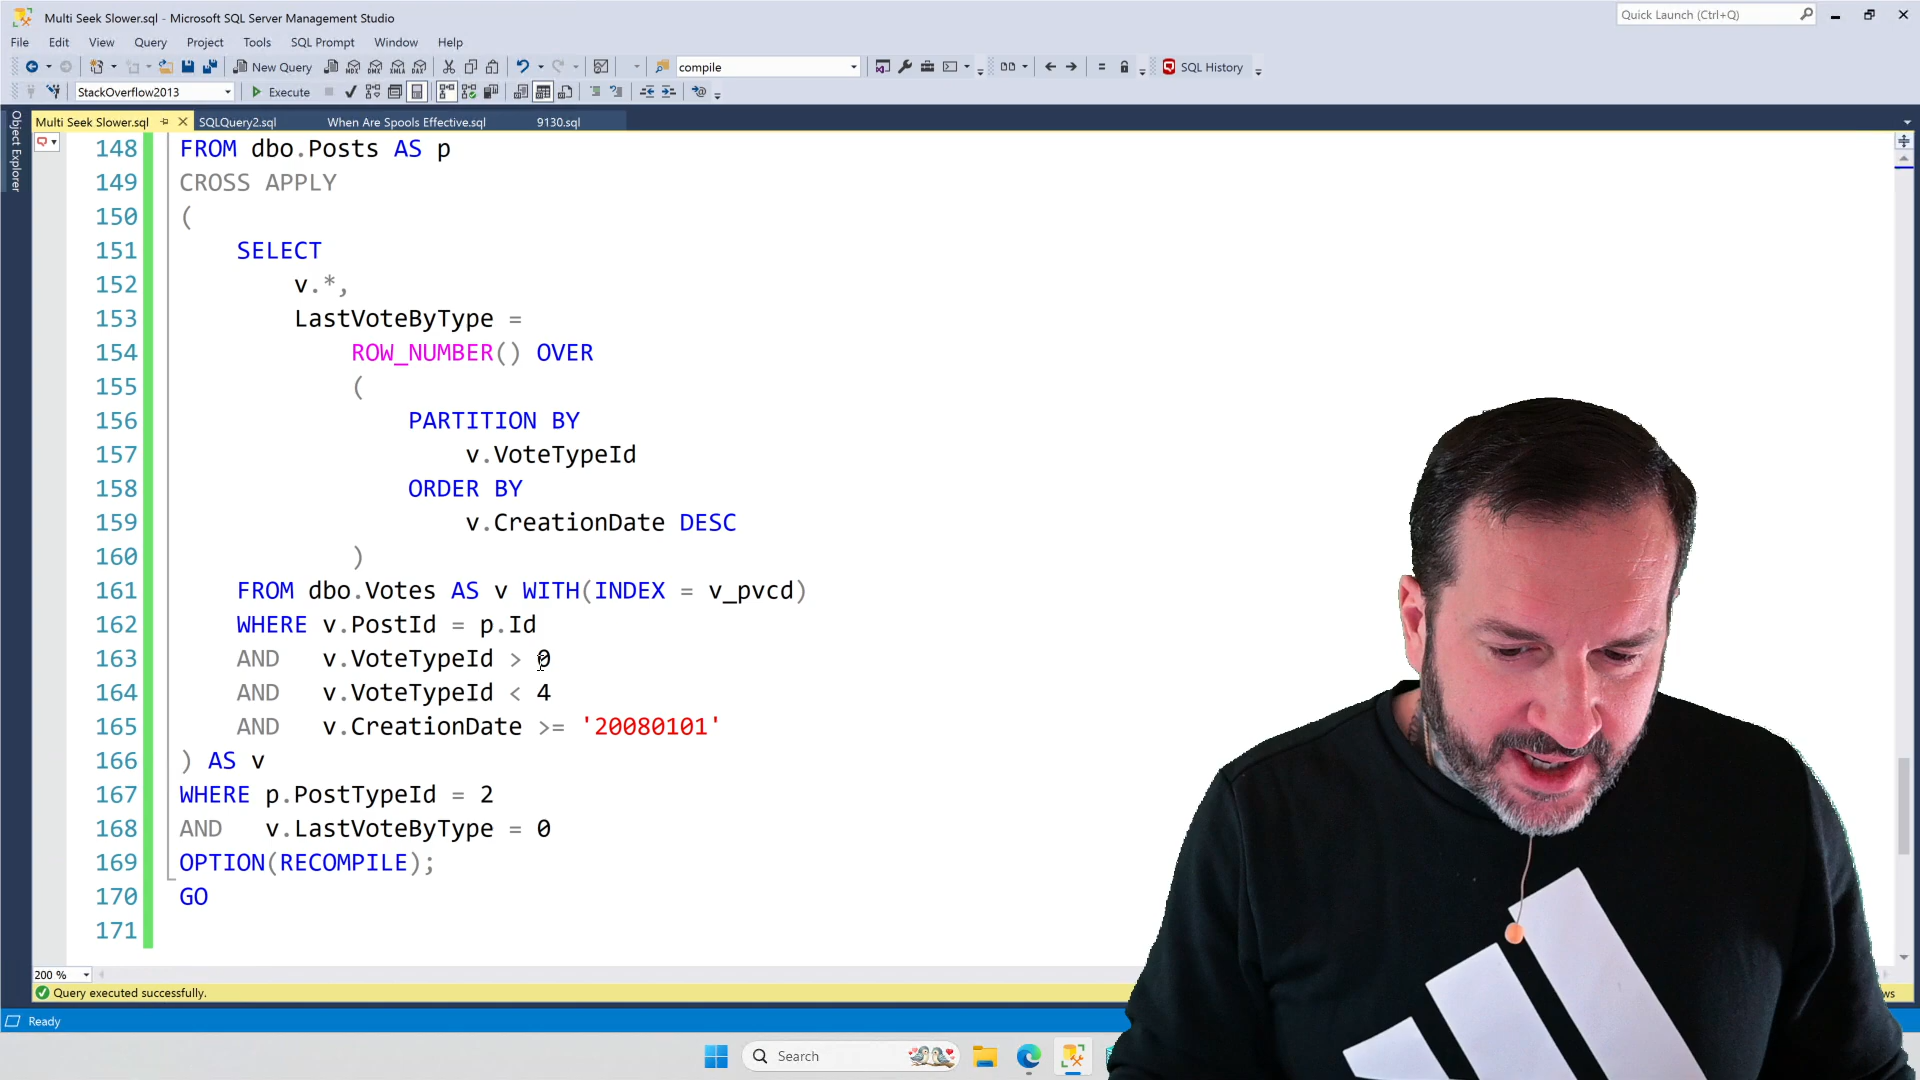 Multi Seek Slower.sql - Microsoft SQL Server Management Studio
Quick Launch (Ctrl+Q)
File Edit View Query Project Tools Window Help
New Query MDX DMX XMLA DAX compile SQL History
StackOverflow2013 Execute
Object Explorer
Multi Seek Slower.sql SQLQuery2.sql When Are Spools Effective.sql 9130.sql
148 FROM dbo.Posts AS p
149 CROSS APPLY
150 (
151 SELECT
152 v.*,
153 LastVoteByType =
154 ROW_NUMBER() OVER
155 (
156 PARTITION BY
157 v.VoteTypeId
158 ORDER BY
159 v.CreationDate DESC
160 )
161 FROM dbo.Votes AS v WITH(INDEX = v_pvcd)
162 WHERE v.PostId = p.Id
163 AND v.VoteTypeId > 0
164 AND v.VoteTypeId < 4
165 AND v.CreationDate >= '20080101'
166 ) AS v
167 WHERE p.PostTypeId = 2
168 AND v.LastVoteByType = 0
169 OPTION(RECOMPILE);
170 GO
171
200 %
Query executed successfully.
Ready
Search